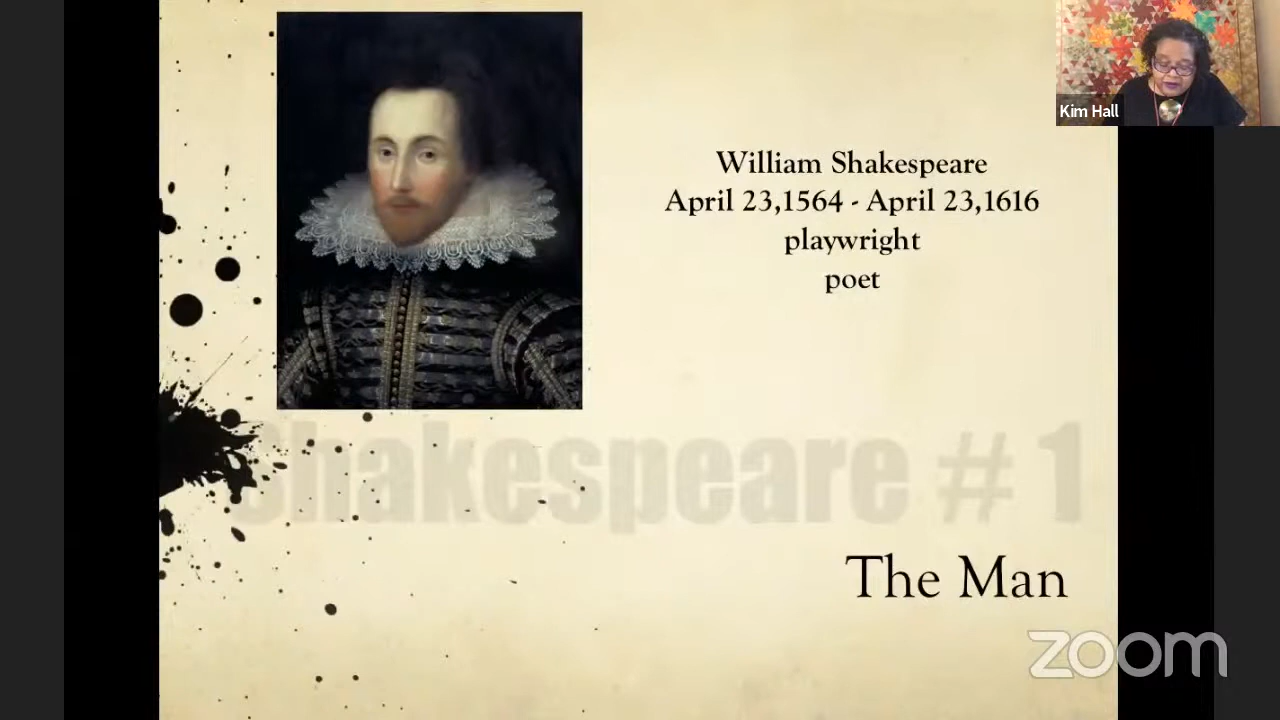 Kim Hall
William Shakespeare
April 23,1564 - April 23,1616
playwright
poet
Shakespeare # 1
The Man
zoom